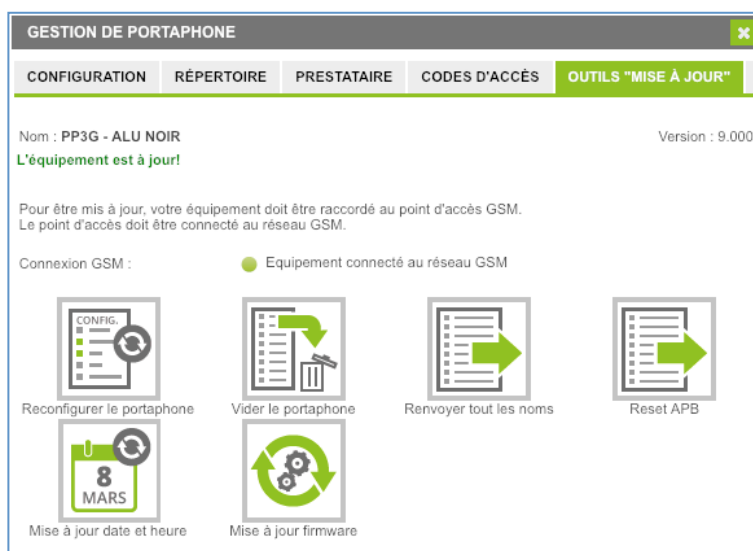 GESTION DE PORTAPHONE
CONFIGURATION RÉPERTOIRE PRESTATAIRE CODES D'ACCÈS OUTILS "MISE À JOUR"
Nom : PP3G - ALU NOIR Version : 9.000
L'équipement est à jour!
Pour être mis à jour, votre équipement doit être raccordé au point d'accès GSM.
Le point d'accès doit être connecté au réseau GSM.
Connexion GSM : Equipement connecté au réseau GSM
CONFIG.
Reconfigurer le portaphone Vider le portaphone Renvoyer tout les noms Reset APB
8
MARS
Mise à jour date et heure Mise à jour firmware